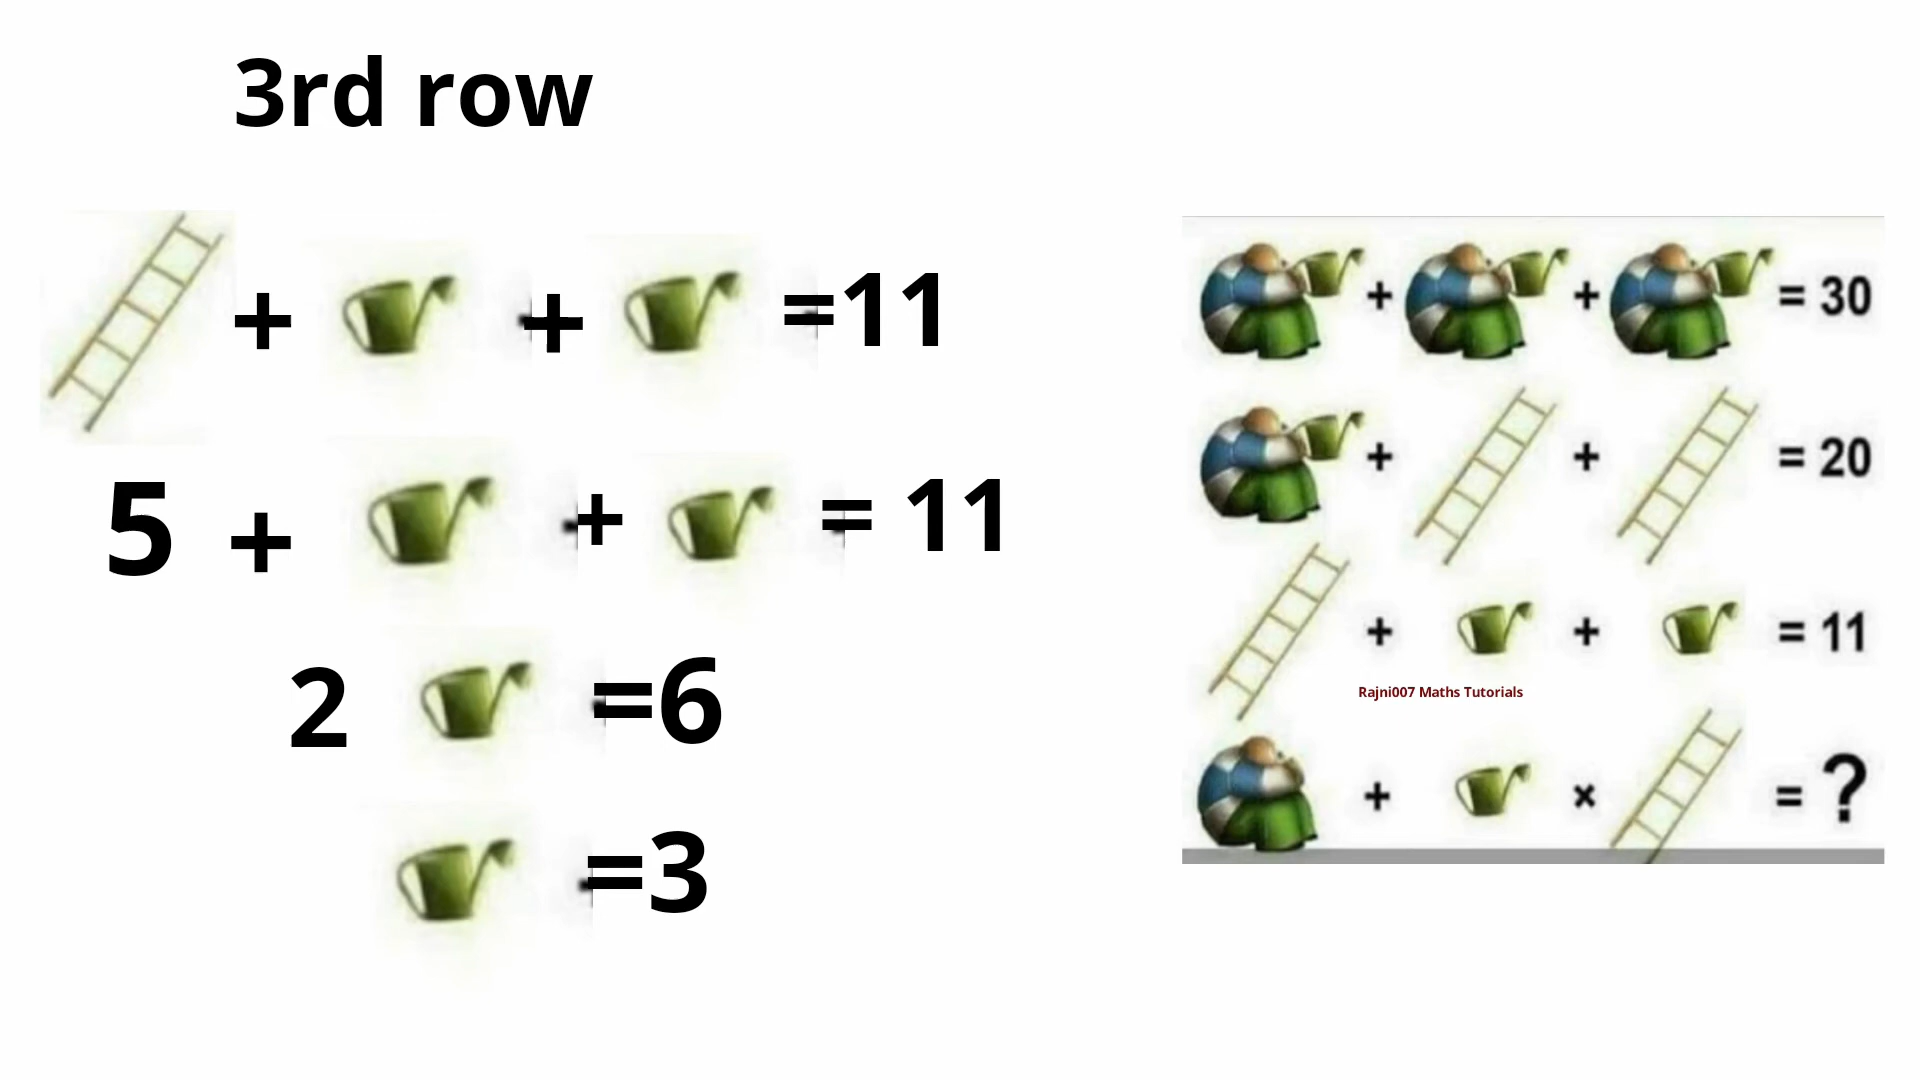 3rd row
+ + =11
5 + + = 11
2 =6
=3
+ + = 30
+ + = 20
+ + = 11
Rajni007 Maths Tutorials
+ × = ?